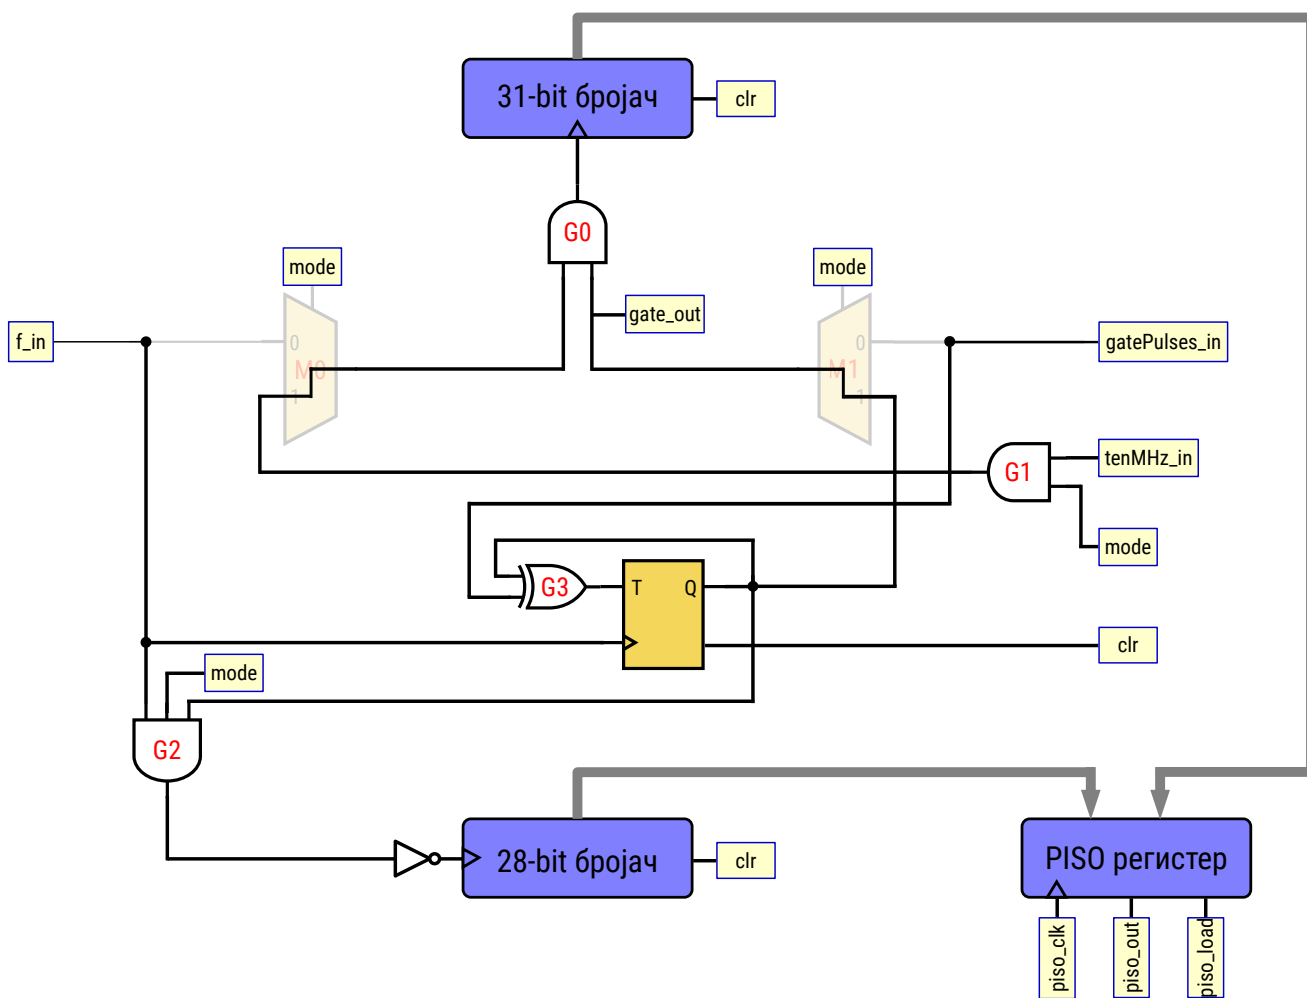 31-bit бројач
clr
G0
mode
mode
gate_out
f_in
0
M0
1
0
M1
1
gatePulses_in
G1
tenMHz_in
mode
G3
T
Q
clr
mode
G2
28-bit бројач
clr
PISO регистер
piso_clk
piso_out
piso_load